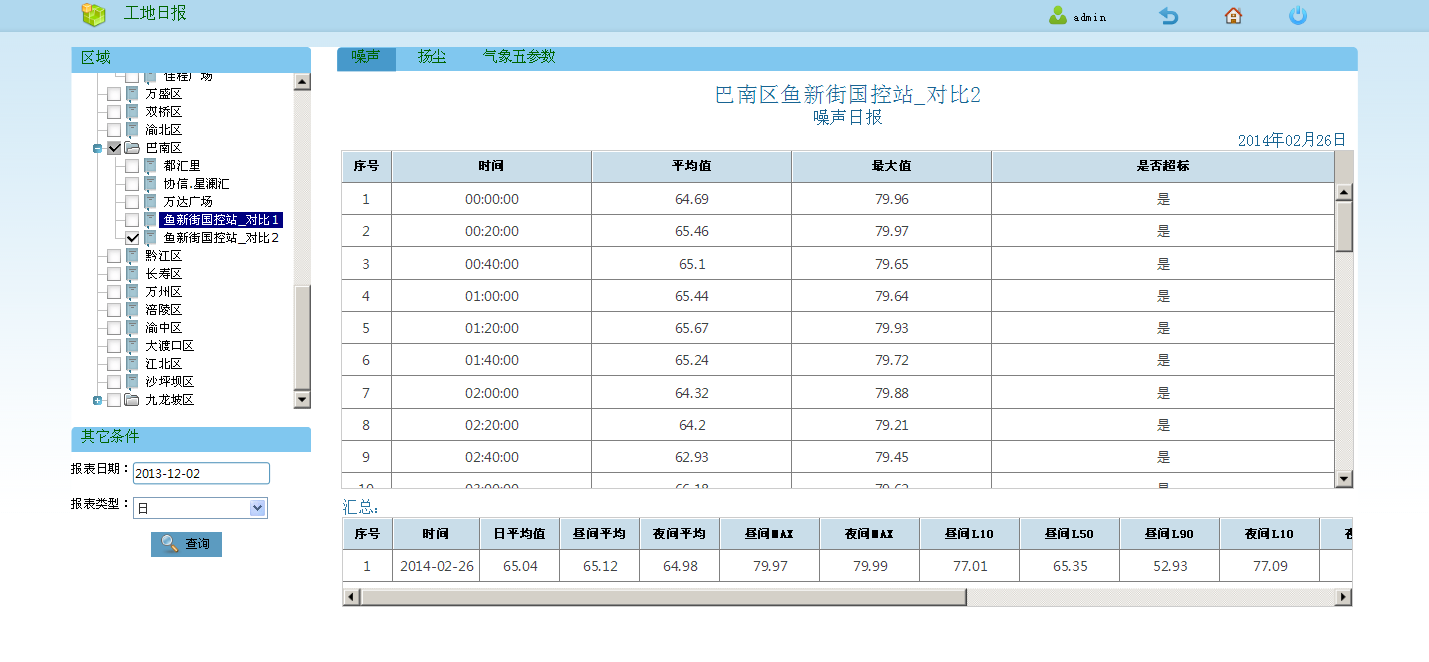 工地日报
admin
区域
佳程广场
万盛区
双桥区
渝北区
巴南区
都汇里
协信.星澜汇
万达广场
鱼新街国控站_对比1
鱼新街国控站_对比2
黔江区
长寿区
万州区
涪陵区
渝中区
大渡口区
江北区
沙坪坝区
九龙坡区
其它条件
报表日期：2013-12-02
报表类型：日
查询
噪声 扬尘 气象五参数
巴南区鱼新街国控站_对比2
噪声日报
2014年02月26日
序号 时间 平均值 最大值 是否超标
1 00:00:00 64.69 79.96 是
2 00:20:00 65.46 79.97 是
3 00:40:00 65.1 79.65 是
4 01:00:00 65.44 79.64 是
5 01:20:00 65.67 79.93 是
6 01:40:00 65.24 79.72 是
7 02:00:00 64.32 79.88 是
8 02:20:00 64.2 79.21 是
9 02:40:00 62.93 79.45 是
汇总:
序号 时间 日平均值 昼间平均 夜间平均 昼间MAX 夜间MAX 昼间L10 昼间L50 昼间L90 夜间L10
1 2014-02-26 65.04 65.12 64.98 79.97 79.99 77.01 65.35 52.93 77.09